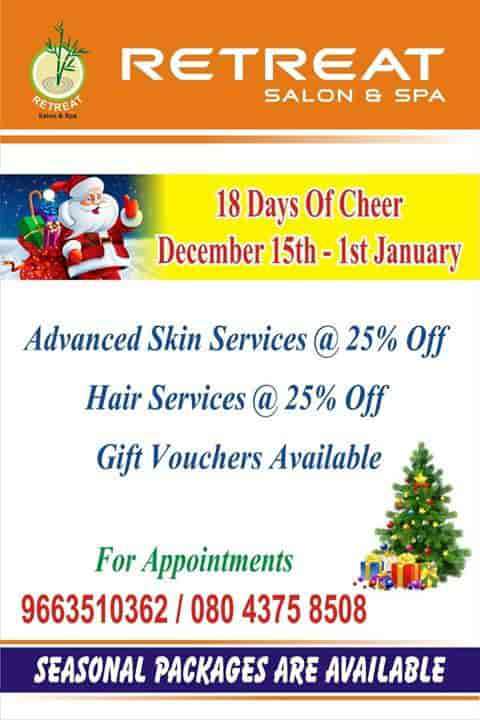 RETREAT
Salon & Spa
RETREAT
SALON & SPA
18 Days Of Cheer
December 15th - 1st January
Advanced Skin Services @ 25% Off
Hair Services @ 25% Off
Gift Vouchers Available
For Appointments
9663510362 / 080 4375 8508
SEASONAL PACKAGES ARE AVAILABLE